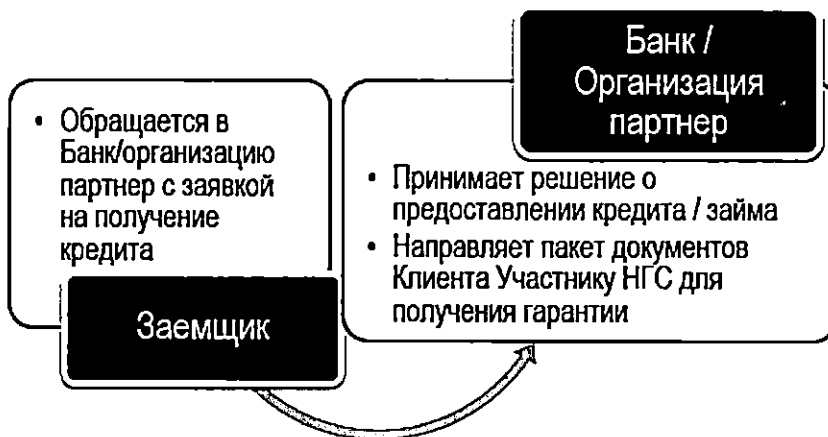 • Обращается в
Банк/организацию
партнер с заявкой
на получение
кредита
Заемщик
Банк /
Организация
партнер
• Принимает решение о
предоставлении кредита / займа
• Направляет пакет документов
Клиента Участнику НГС для
получения гарантии